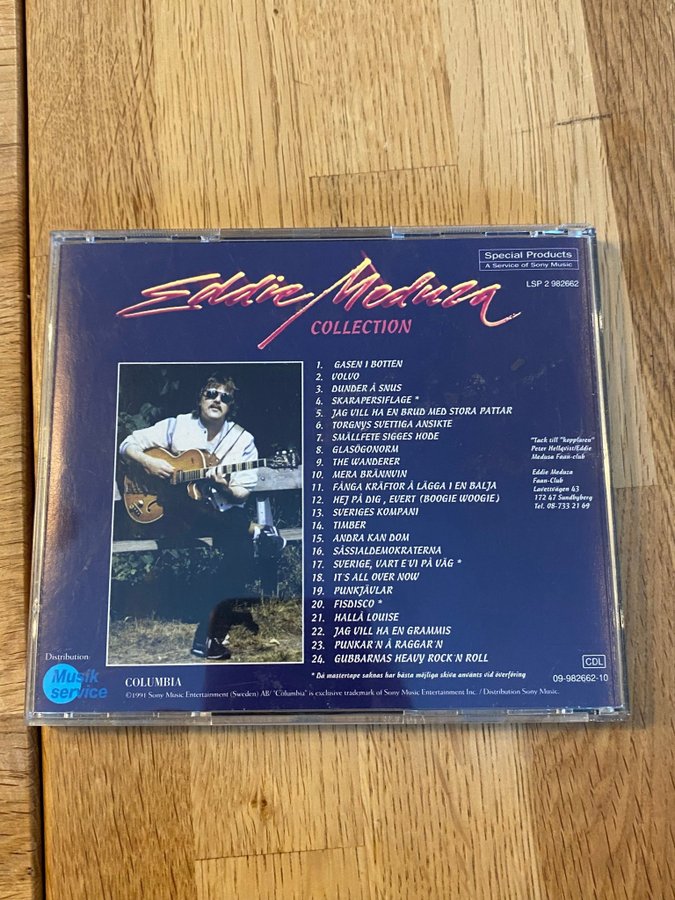 Special Products
A Service of Sony Music
LSP 2 982662
Eddie Meduza
COLLECTION
1. GASEN I BOTTEN
2. VOLVO
3. DUNDER Å SNUS
4. SKARAPERSIFLAGE *
5. JAG VILL HA EN BRUD MED STORA PATTAR
6. TORGNYS SVETTIGA ANSIKTE
7. SMÅLLFETE SIGGES HODE
8. GLASÖGONORM
9. THE WANDERER
10. MERA BRÄNNVIN
11. FÅNGA KRÄFTOR Å LÄGGA I EN BALJA
12. HEJ PÅ DIG , EVERT (BOOGIE WOOGIE)
13. SVERIGES KOMPANI
14. TIMBER
15. ANDRA KAN DOM
16. SÅSSIALDEMOKRATERNA
17. SVERIGE, VART E'VI PÅ VÄG *
18. IT´S ALL OVER NOW
19. PUNKJÄVLAR
20. FISDISCO *
21. HALLÅ LOUISE
22. JAG VILL HA EN GRAMMIS
23. PUNKAR´N Å RAGGAR´N
24. GUBBARNAS HEAVY ROCK´N ROLL
* Då mastertape saknas har bästa möjliga skiva använts vid överföring
"Tack till "kopplaren"
Peter Hellqvist/Eddie
Meduza Faan-club
Eddie Meduza
Faan-Club
Lavettvägen 43
172 47 Sundbyberg
Tel. 08-733 21 69
Distribution:
Musik
service
COLUMBIA
CDL
09-982662-10
©1991 Sony Music Entertainment (Sweden) AB/ "Columbia" is exclusive trademark of Sony Music Entertainment Inc. / Distribution Sony Music.